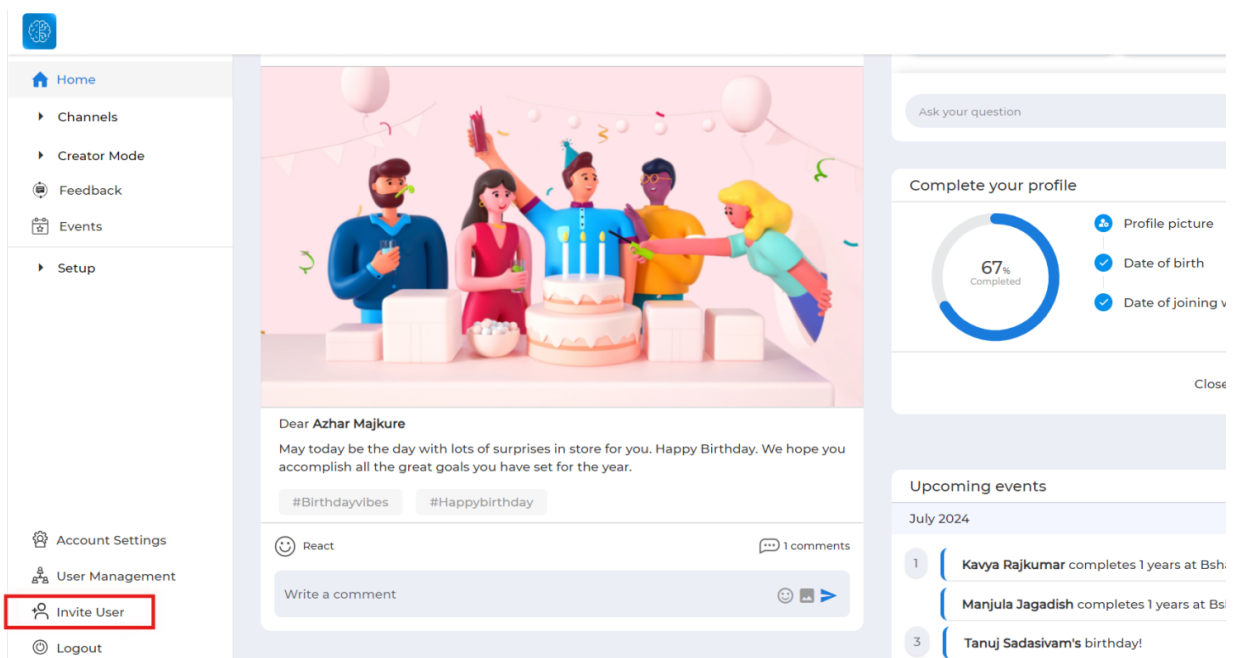 Home
Channels
Creator Mode
Feedback
Events
Setup
Account Settings
User Management
Invite User
Logout
Dear Azhar Majkure
May today be the day with lots of surprises in store for you. Happy Birthday. We hope you
accomplish all the great goals you have set for the year.
#Birthdayvibes #Happybirthday
React 1 comments
Write a comment
Ask your question
Complete your profile
67% Completed
Profile picture
Date of birth
Date of joining
Close
Upcoming events
July 2024
1 Kavya Rajkumar completes 1 years at
Manjula Jagadish completes 1 years at
3 Tanuj Sadasivam's birthday!